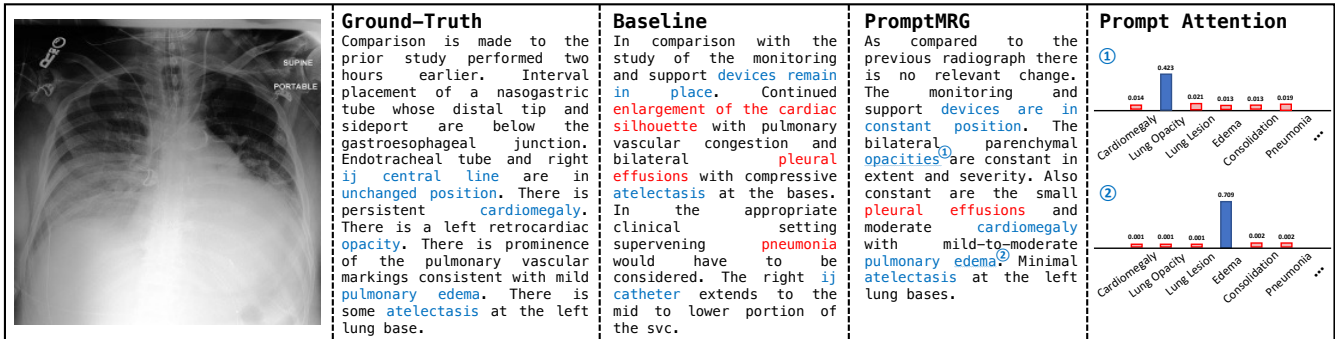 SUPINE
PORTABLE
Ground-Truth
Comparison is made to the
prior study performed two
hours earlier. Interval
placement of a nasogastric
tube whose distal tip and
sideport are below the
gastroesophageal junction.
Endotracheal tube and right
ij central line are in
unchanged position. There is
persistent cardiomegaly.
There is a left retrocardiac
opacity. There is prominence
of the pulmonary vascular
markings consistent with mild
pulmonary edema. There is
some atelectasis at the left
lung base.
Baseline
In comparison with the
study of the monitoring
and support devices remain
in place. Continued
enlargement of the cardiac
silhouette with pulmonary
vascular congestion and
bilateral pleural
effusions with compressive
atelectasis at the bases.
In the appropriate
clinical setting
supervening pneumonia
would have to be
considered. The right ij
catheter extends to the
mid to lower portion of
the svc.
PromptMRG
As compared to the
previous radiograph there
is no relevant change.
The monitoring and
support devices are in
constant position. The
bilateral parenchymal
opacities① are constant in
extent and severity. Also
constant are the small
pleural effusions and
moderate cardiomegaly
with mild-to-moderate
pulmonary edema.② Minimal
atelectasis at the left
lung bases.
Prompt Attention
①
0.014 0.423 0.021 0.013 0.013 0.019
Cardiomegaly Lung Opacity Lung Lesion Edema Consolidation Pneumonia ...
②
0.001 0.001 0.001 0.709 0.002 0.002
Cardiomegaly Lung Opacity Lung Lesion Edema Consolidation Pneumonia ...